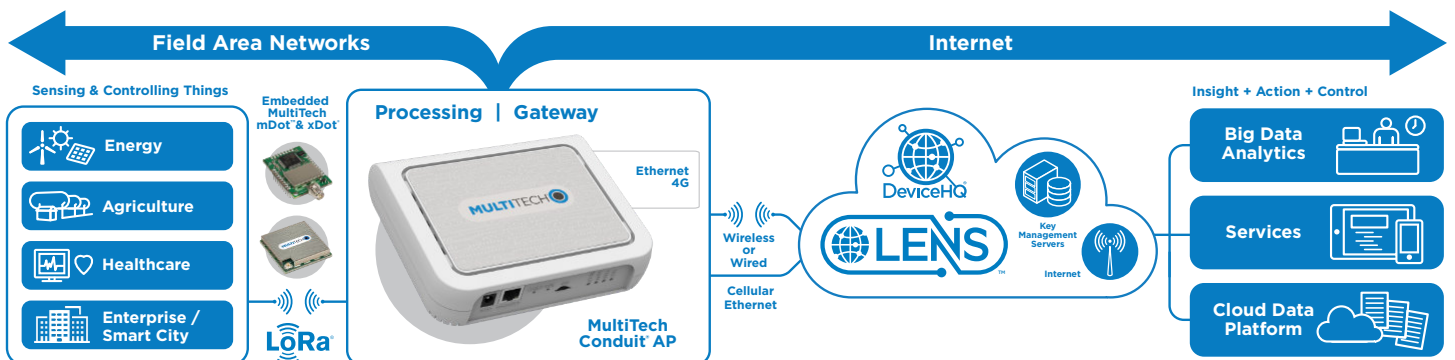 Field Area Networks
Internet
Sensing & Controlling Things
Energy
Agriculture
Healthcare
Enterprise /
Smart City
Embedded
MultiTech
mDot™ & xDot®
MULTITECH
LoRa®
Processing | Gateway
Ethernet
4G
MULTITECH
MultiTech
Conduit® AP
Wireless
or
Wired
Cellular
Ethernet
DeviceHQ®
LENS™
Key
Management
Servers
Internet
Insight + Action + Control
Big Data
Analytics
Services
Cloud Data
Platform